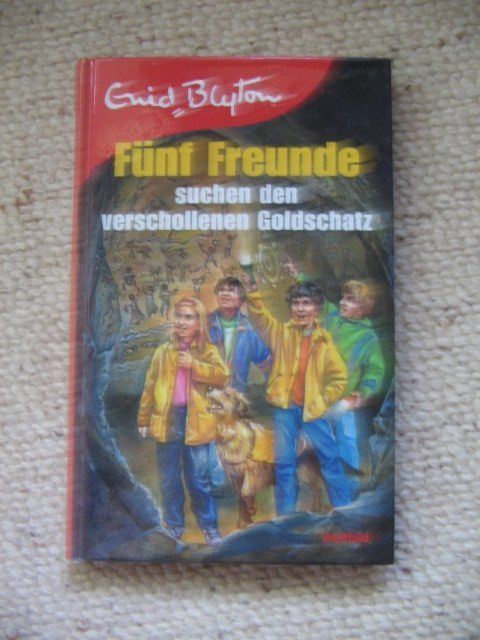 Enid Blyton
Fünf Freunde
suchen den
verschollenen Goldschatz
Weltbild